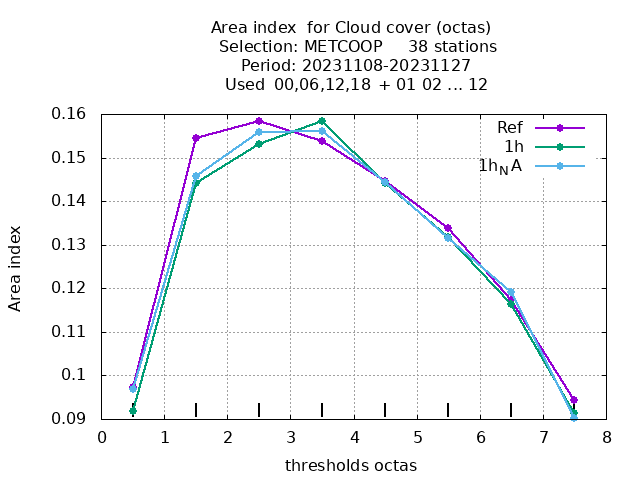 Area index  for Cloud cover (octas)
Selection: METCOOP     38 stations
Period: 20231108-20231127
Used  00,06,12,18  + 01 02 ... 12
Ref
1h
1h_N A
0.16
0.15
0.14
0.13
0.12
0.11
0.1
0.09
Area index
0 1 2 3 4 5 6 7 8
thresholds octas